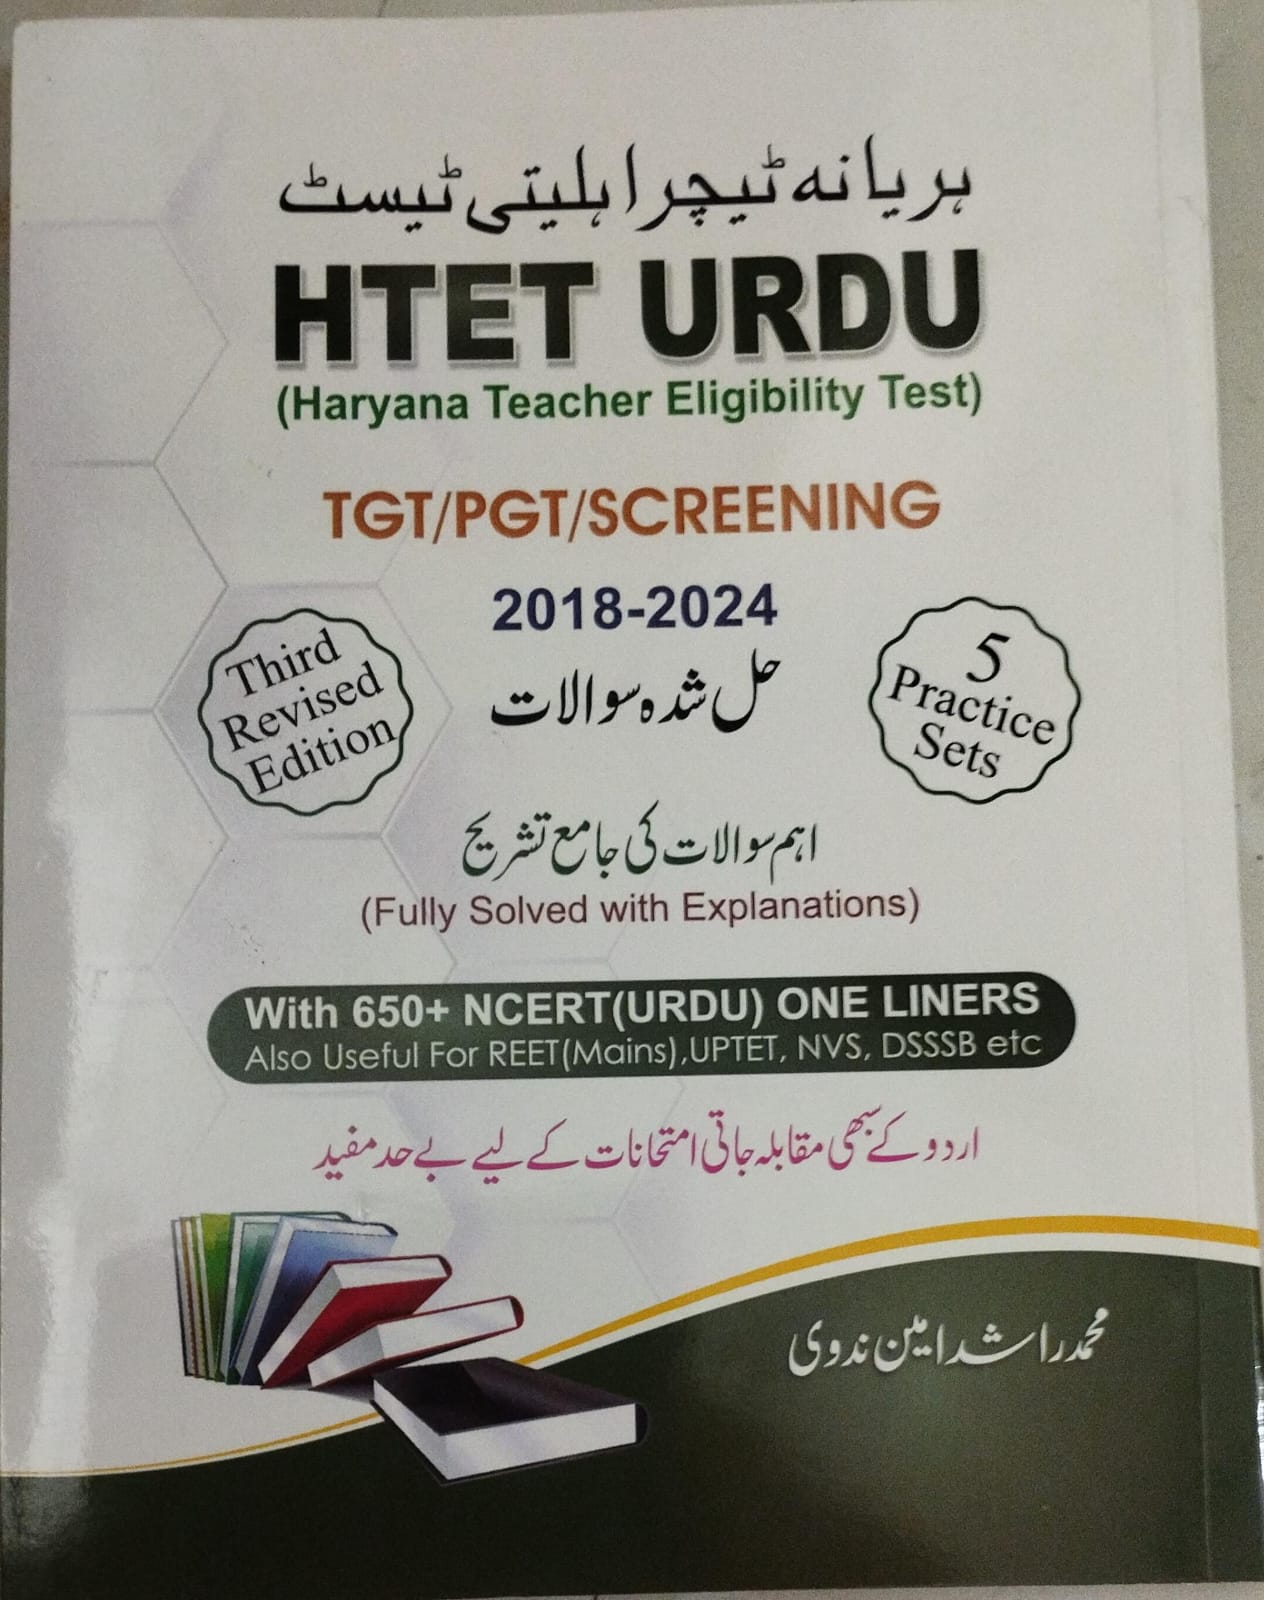 ہریانہ ٹیچر اہلیتی ٹیسٹ
HTET URDU
(Haryana Teacher Eligibility Test)
TGT/PGT/SCREENING
2018-2024
حل شدہ سوالات
Third
Revised
Edition
5
Practice
Sets
اہم سوالات کی جامع تشریح
(Fully Solved with Explanations)
With 650+ NCERT(URDU) ONE LINERS
Also Useful For REET(Mains),UPTET, NVS, DSSSB etc
اردو کے سبھی مقابلہ جاتی امتحانات کے لیے بے حد مفید
محمد راشد امین ندوی